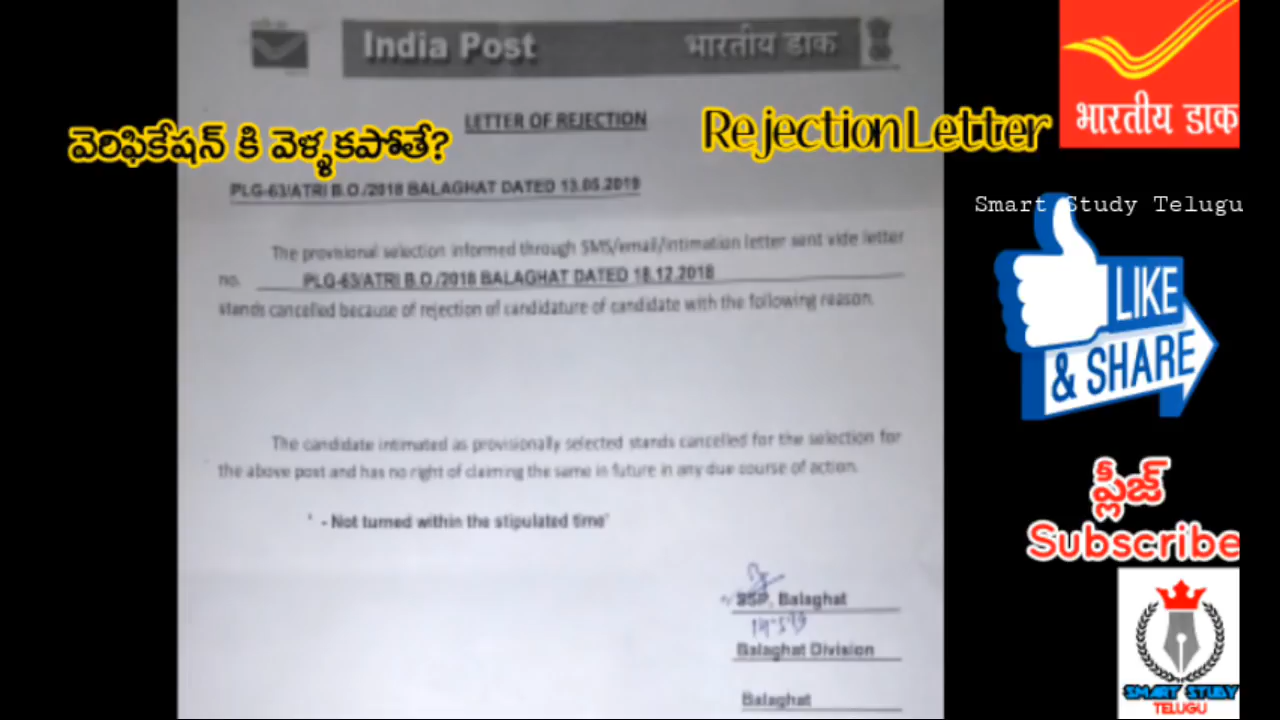 India Post
भारतीय डाक
LETTER OF REJECTION
వెరిఫికేషన్ కి వెళ్ళకపోతే?
Rejection Letter
भारतीय डाक
PLG-63/ATRI B.O./2018 BALAGHAT DATED 13.05.2019
Smart Study Telugu
The provisional selection informed through SMS/email/intimation letter sent vide letter
no. PLG-63/ATRI B.O./2018 BALAGHAT DATED 18.12.2018
stands cancelled because of rejection of candidature of candidate with the following reason.
LIKE
& SHARE
The candidate intimated as provisionally selected stands cancelled for the selection for
the above post and has no right of claiming the same in future in any due course of action.
ప్లీజ్
Subscribe
" - Not turned within the stipulated time"
SSP, Balaghat
Balaghat Division
Balaghat
SMART STUDY
TELUGU